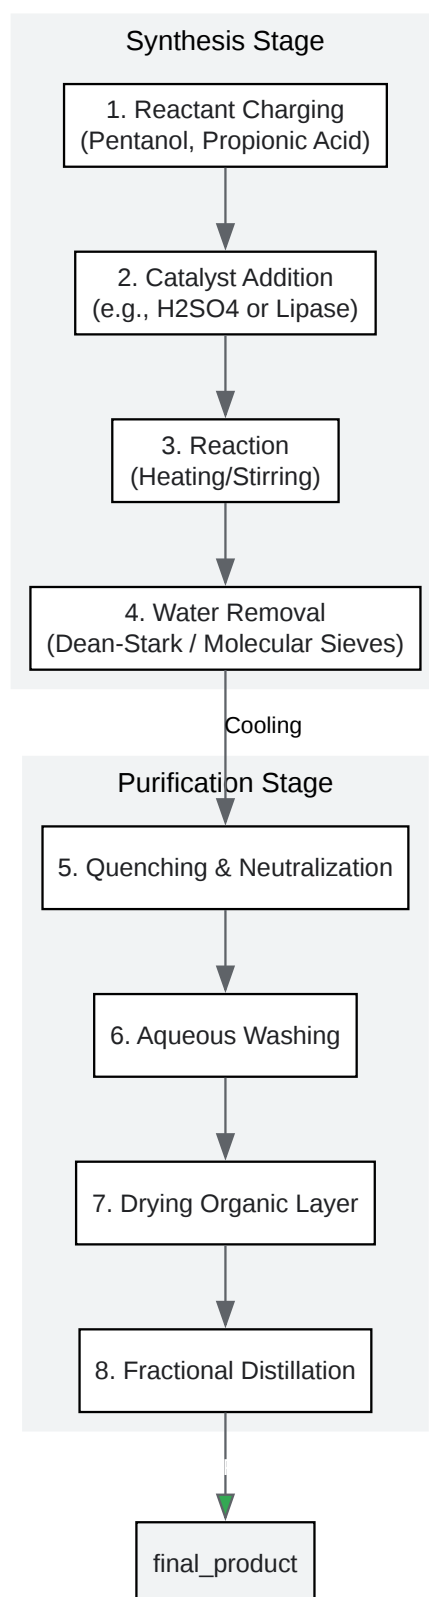 Synthesis Stage
1. Reactant Charging
(Pentanol, Propionic Acid)
2. Catalyst Addition
(e.g., H2SO4 or Lipase)
3. Reaction
(Heating/Stirring)
4. Water Removal
(Dean-Stark / Molecular Sieves)
Cooling
Purification Stage
5. Quenching & Neutralization
6. Aqueous Washing
7. Drying Organic Layer
8. Fractional Distillation
final_product